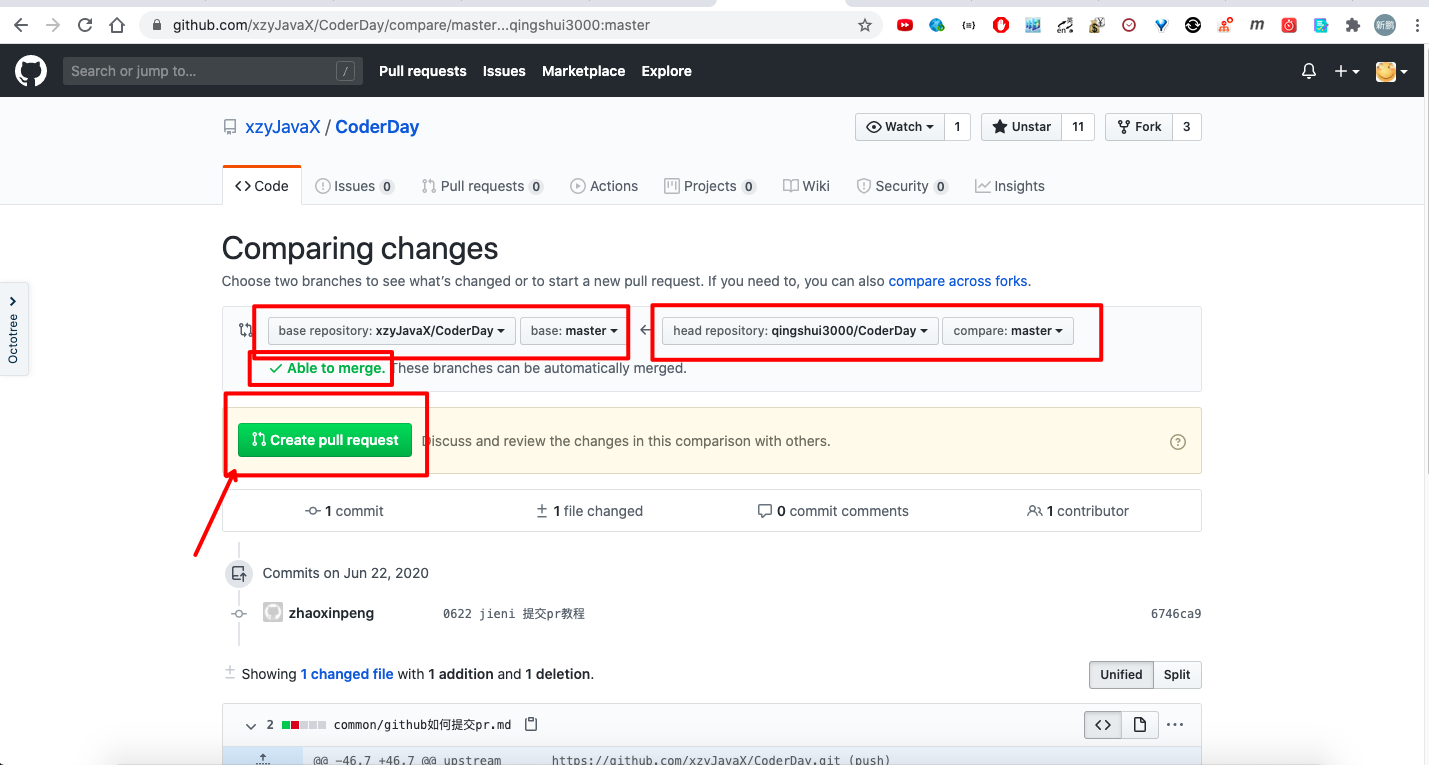 github.com/xzyJavaX/CoderDay/compare/master...qingshui3000:master
Search or jump to... / Pull requests Issues Marketplace Explore
xzyJavaX / CoderDay Watch 1 Unstar 11 Fork 3
Code Issues 0 Pull requests 0 Actions Projects 0 Wiki Security 0 Insights
Comparing changes
Choose two branches to see what's changed or to start a new pull request. If you need to, you can also compare across forks.
Octotree
base repository: xzyJavaX/CoderDay base: master head repository: qingshui3000/CoderDay compare: master
Able to merge. These branches can be automatically merged.
Create pull request Discuss and review the changes in this comparison with others.
1 commit 1 file changed 0 commit comments 1 contributor
Commits on Jun 22, 2020
zhaoxinpeng 0622 jieni 提交pr教程 6746ca9
Showing 1 changed file with 1 addition and 1 deletion. Unified Split
2 common/github如何提交pr.md
@@ -46,7 +46,7 @@ upstream https://github.com/xzyJavaX/CoderDay.git (push)